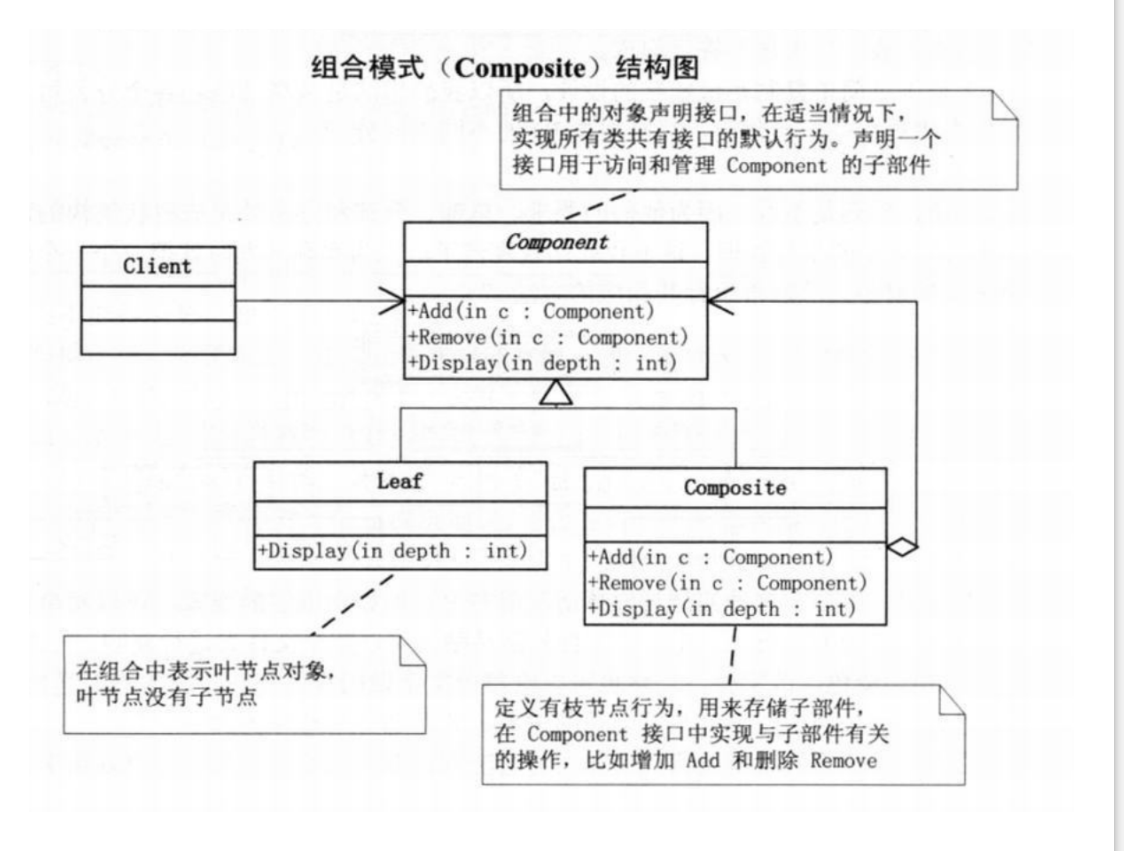 组合模式（Composite）结构图
组合中的对象声明接口，在适当情况下，
实现所有类共有接口的默认行为。声明一个
接口用于访问和管理 Component 的子部件
Component
+Add(in c : Component)
+Remove(in c : Component)
+Display(in depth : int)
Client
Leaf
+Display(in depth : int)
Composite
+Add(in c : Component)
+Remove(in c : Component)
+Display(in depth : int)
在组合中表示叶节点对象，
叶节点没有子节点
定义有枝节点行为，用来存储子部件，
在 Component 接口中实现与子部件有关
的操作，比如增加 Add 和删除 Remove